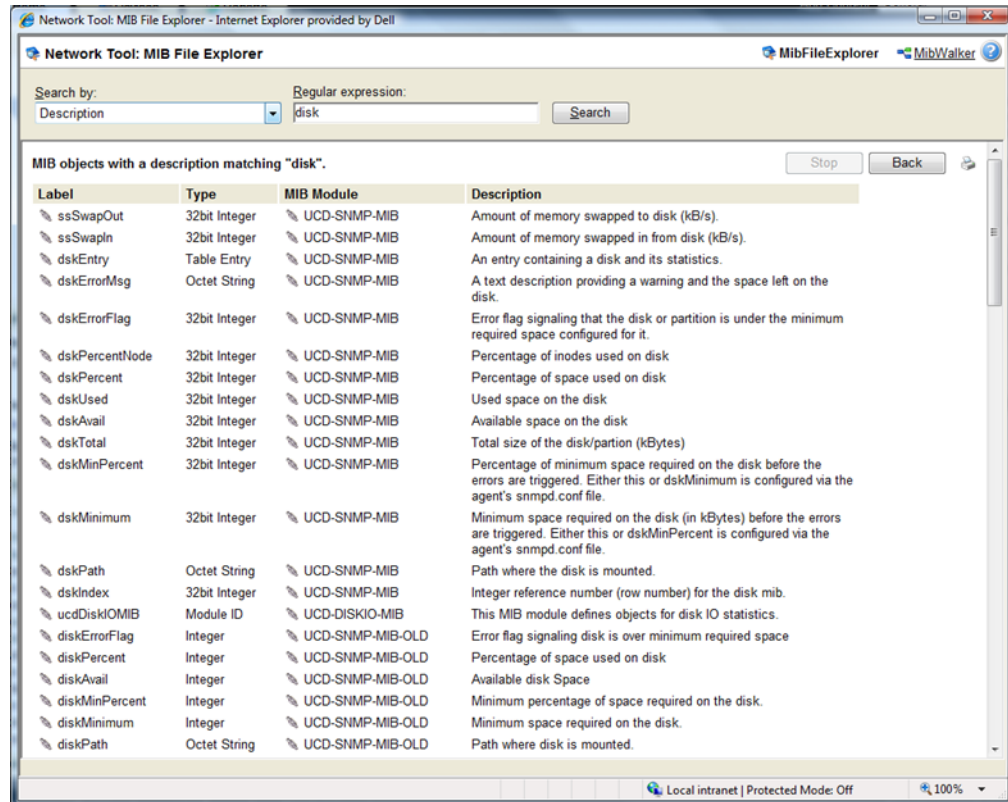 Network Tool: MIB File Explorer - Internet Explorer provided by Dell
Network Tool: MIB File Explorer
MibFileExplorer
MibWalker
Search by:
Regular expression:
Description
disk
Search
MIB objects with a description matching "disk".
Stop
Back
Label Type MIB Module Description
ssSwapOut 32bit Integer UCD-SNMP-MIB Amount of memory swapped to disk (kB/s).
ssSwapIn 32bit Integer UCD-SNMP-MIB Amount of memory swapped in from disk (kB/s).
dskEntry Table Entry UCD-SNMP-MIB An entry containing a disk and its statistics.
dskErrorMsg Octet String UCD-SNMP-MIB A text description providing a warning and the space left on the
disk.
dskErrorFlag 32bit Integer UCD-SNMP-MIB Error flag signaling that the disk or partition is under the minimum
required space configured for it.
dskPercentNode 32bit Integer UCD-SNMP-MIB Percentage of inodes used on disk
dskPercent 32bit Integer UCD-SNMP-MIB Percentage of space used on disk
dskUsed 32bit Integer UCD-SNMP-MIB Used space on the disk
dskAvail 32bit Integer UCD-SNMP-MIB Available space on the disk
dskTotal 32bit Integer UCD-SNMP-MIB Total size of the disk/partion (kBytes)
dskMinPercent 32bit Integer UCD-SNMP-MIB Percentage of minimum space required on the disk before the
errors are triggered. Either this or dskMinimum is configured via the
agent's snmpd.conf file.
dskMinimum 32bit Integer UCD-SNMP-MIB Minimum space required on the disk (in kBytes) before the errors
are triggered. Either this or dskMinPercent is configured via the
agent's snmpd.conf file.
dskPath Octet String UCD-SNMP-MIB Path where the disk is mounted.
dskIndex 32bit Integer UCD-SNMP-MIB Integer reference number (row number) for the disk mib.
ucdDiskIOMIB Module ID UCD-DISKIO-MIB This MIB module defines objects for disk IO statistics.
diskErrorFlag Integer UCD-SNMP-MIB-OLD Error flag signaling disk is over minimum required space
diskPercent Integer UCD-SNMP-MIB-OLD Percentage of space used on disk
diskAvail Integer UCD-SNMP-MIB-OLD Available disk Space
diskMinPercent Integer UCD-SNMP-MIB-OLD Minimum percentage of space required on the disk.
diskMinimum Integer UCD-SNMP-MIB-OLD Minimum space required on the disk.
diskPath Octet String UCD-SNMP-MIB-OLD Path where disk is mounted.
Local intranet | Protected Mode: Off
100%